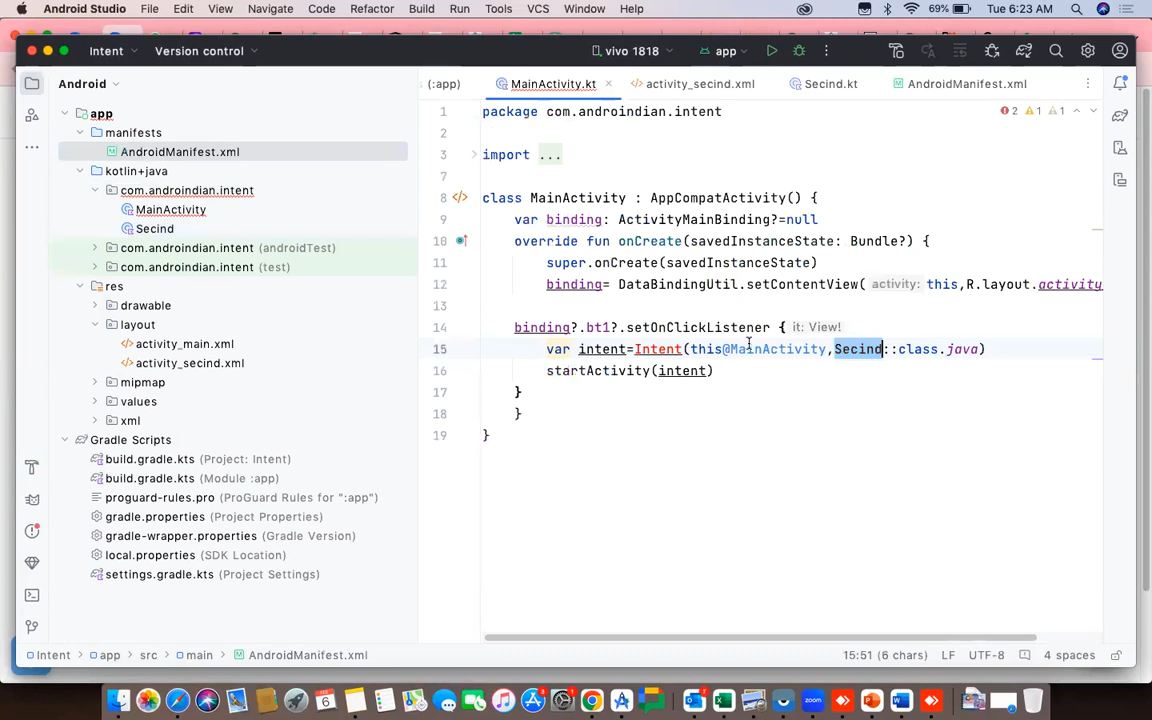 Android Studio File Edit View Navigate Code Refactor Build Run Tools VCS Window Help 69% Tue 6:23 AM
Intent Version control vivo 1818 app
Android (:app) MainActivity.kt activity_secind.xml Secind.kt AndroidManifest.xml
app
manifests
AndroidManifest.xml
kotlin+java
com.androindian.intent
MainActivity
Secind
com.androindian.intent (androidTest)
com.androindian.intent (test)
res
drawable
layout
activity_main.xml
activity_secind.xml
mipmap
values
xml
Gradle Scripts
build.gradle.kts (Project: Intent)
build.gradle.kts (Module :app)
proguard-rules.pro (ProGuard Rules for ":app")
gradle.properties (Project Properties)
gradle-wrapper.properties (Gradle Version)
local.properties (SDK Location)
settings.gradle.kts (Project Settings)
1 package com.androindian.intent 2 1 1
2
3 import ...
7
8 class MainActivity : AppCompatActivity() {
9 var binding: ActivityMainBinding?=null
10 override fun onCreate(savedInstanceState: Bundle?) {
11 super.onCreate(savedInstanceState)
12 binding= DataBindingUtil.setContentView( activity: this,R.layout.activity
13
14 binding?.bt1?.setOnClickListener { it: View!
15 var intent=Intent(this@MainActivity,Secind::class.java)
16 startActivity(intent)
17 }
18 }
19 }
Intent app src main AndroidManifest.xml 15:51 (6 chars) LF UTF-8 4 spaces